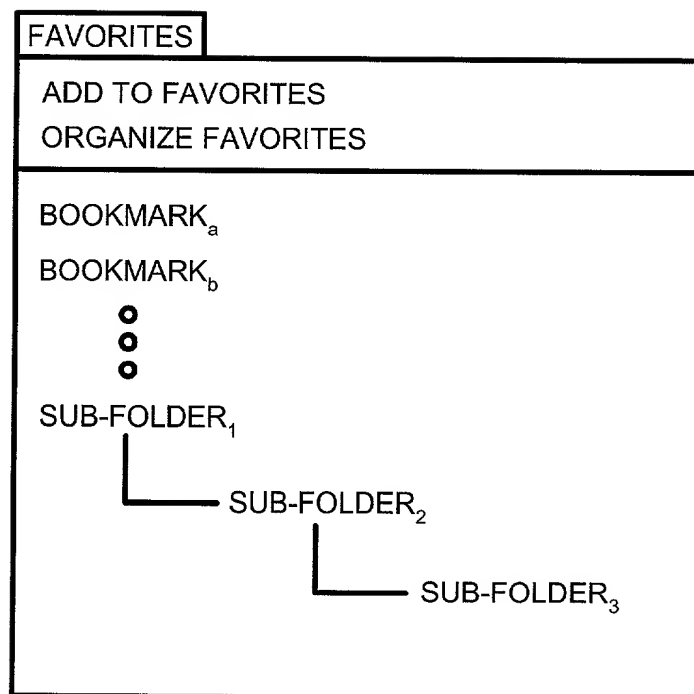 FAVORITES
ADD TO FAVORITES
ORGANIZE FAVORITES
BOOKMARKₐ
BOOKMARKb
SUB-FOLDER₁
SUB-FOLDER₂
SUB-FOLDER₃